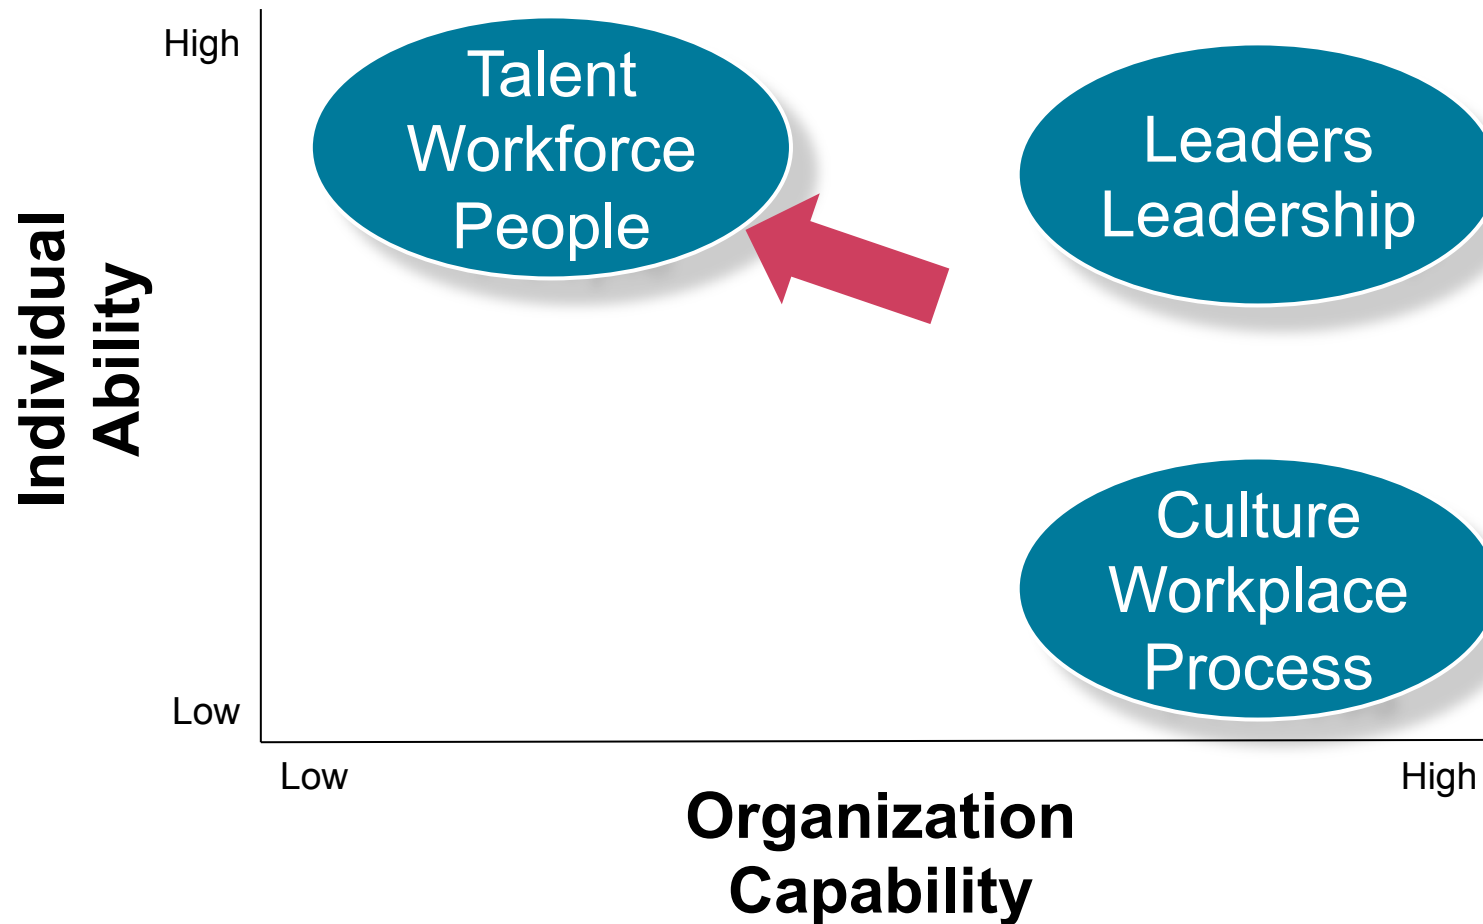 High
Talent
Workforce
People
Leaders
Leadership
Individual
Ability
Culture
Workplace
Process
Low
Low
High
Organization
Capability